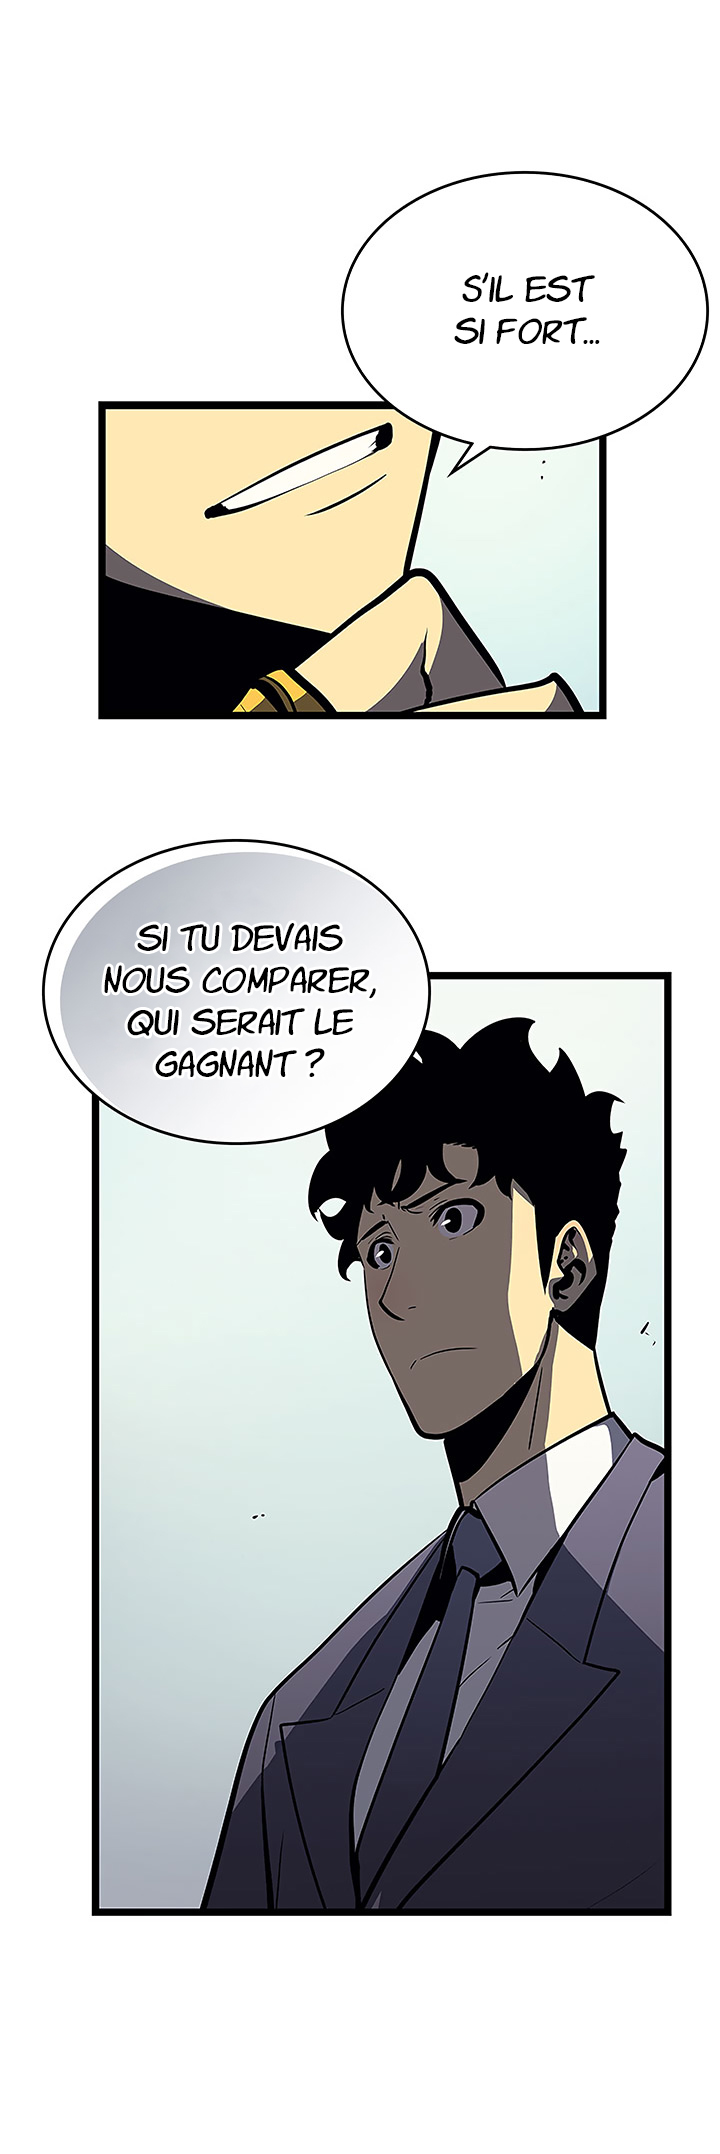 S'IL EST
SI FORT...
SI TU DEVAIS
NOUS COMPARER,
QUI SERAIT LE
GAGNANT ?